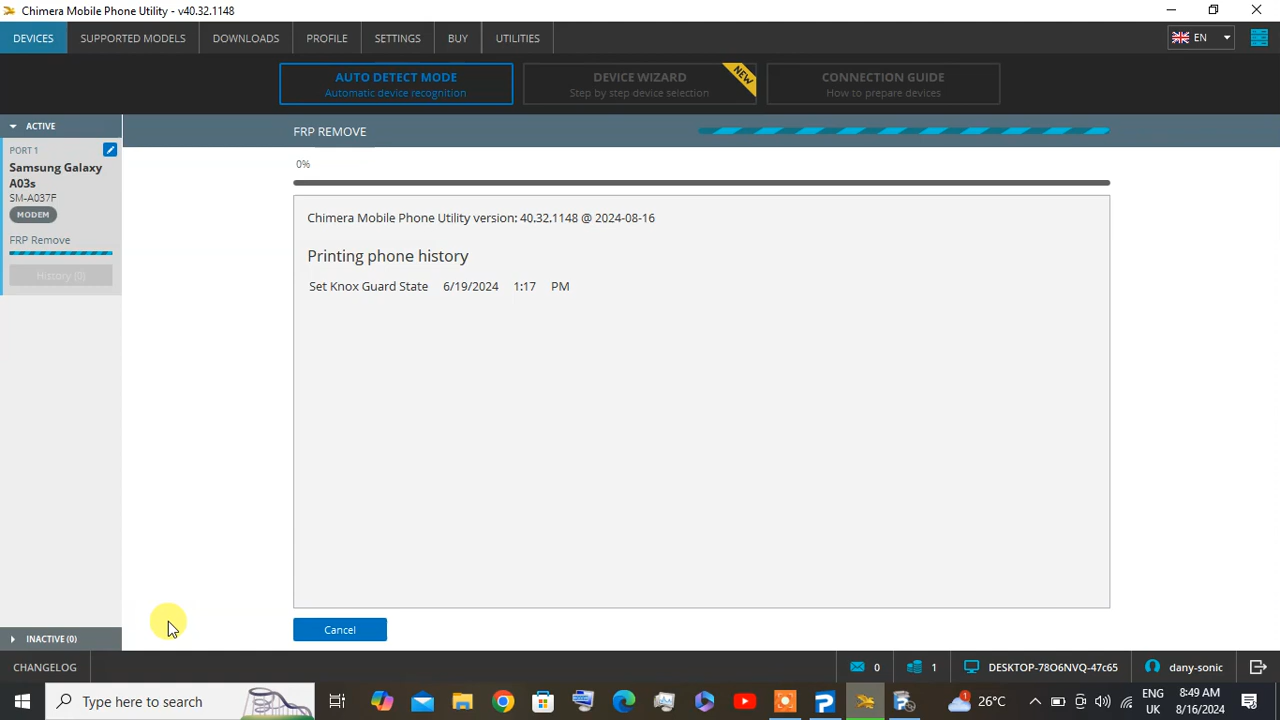 Chimera Mobile Phone Utility - v40.32.1148
DEVICES
SUPPORTED MODELS
DOWNLOADS
PROFILE
SETTINGS
BUY
UTILITIES
EN
AUTO DETECT MODE
Automatic device recognition
DEVICE WIZARD
Step by step device selection
NEW
CONNECTION GUIDE
How to prepare devices
ACTIVE
PORT 1
Samsung Galaxy
A03s
SM-A037F
MODEM
FRP Remove
History (0)
FRP REMOVE
0%
Chimera Mobile Phone Utility version: 40.32.1148 @ 2024-08-16
Printing phone history
Set Knox Guard State 6/19/2024 1:17 PM
Cancel
INACTIVE (0)
CHANGELOG
0
1
DESKTOP-78O6NVQ-47c65
dany-sonic
Type here to search
26°C
ENG
UK
8:49 AM
8/16/2024